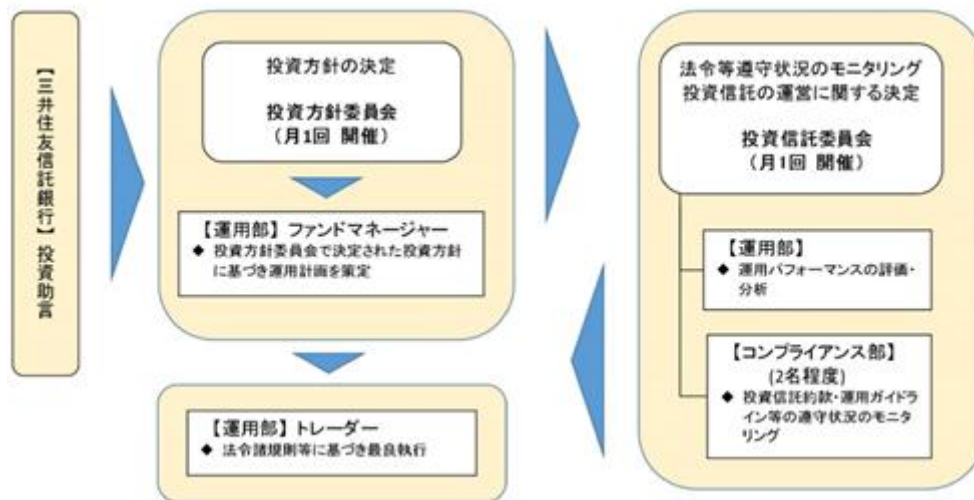 【三井住友信託銀行】投資助言
投資方針の決定
投資方針委員会
（月1回 開催）
【運用部】ファンドマネージャー
◆ 投資方針委員会で決定された投資方針
に基づき運用計画を策定
【運用部】トレーダー
◆ 法令諸規則等に基づき最良執行
法令等遵守状況のモニタリング
投資信託の運営に関する決定
投資信託委員会
（月1回 開催）
【運用部】
◆ 運用パフォーマンスの評価・
分析
【コンプライアンス部】
(2名程度)
◆ 投資信託約款・運用ガイドラ
イン等の遵守状況のモニタ
リング